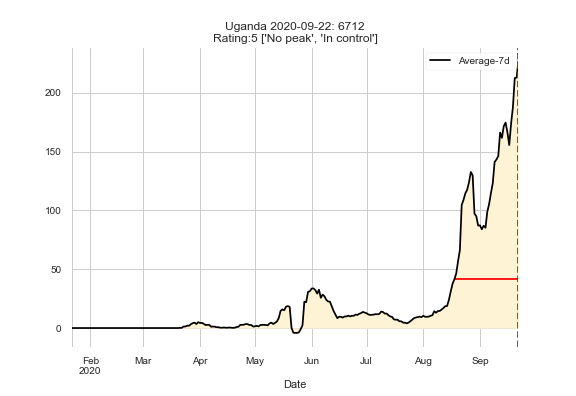 Uganda 2020-09-22: 6712
Rating:5 ['No peak', 'In control']
Average-7d
200
150
100
50
0
Feb Mar Apr May Jun Jul Aug Sep
2020
Date